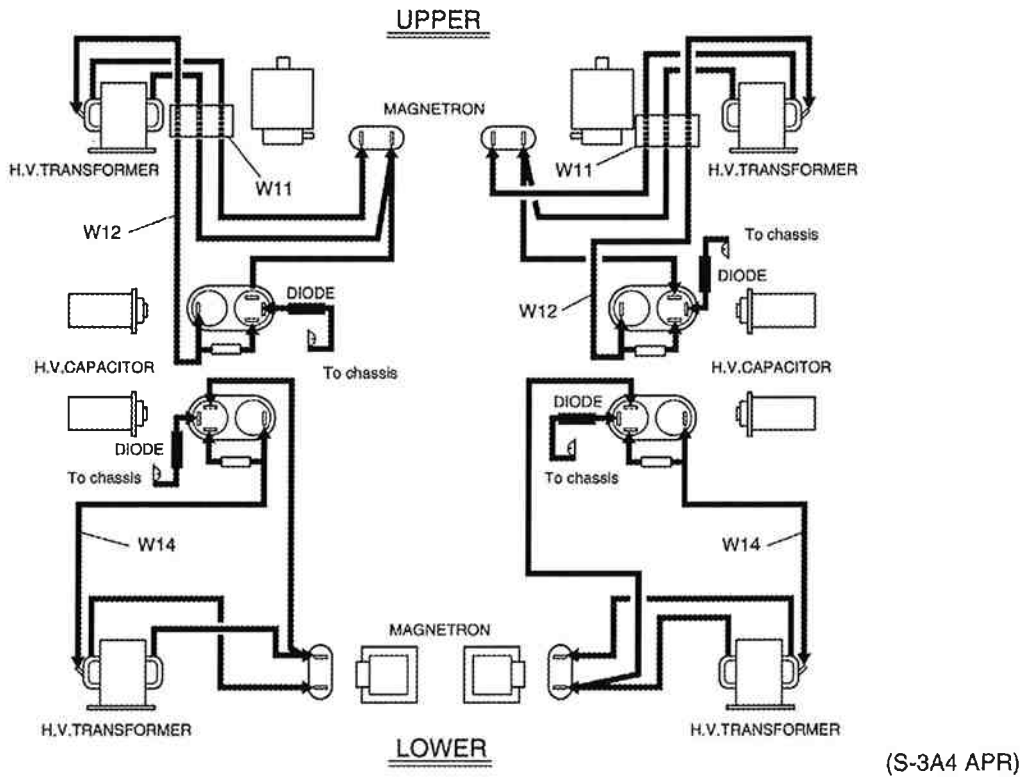 UPPER
MAGNETRON
H.V.TRANSFORMER
W11
W11
H.V.TRANSFORMER
W12
To chassis
DIODE
DIODE
W12
H.V.CAPACITOR
To chassis
H.V.CAPACITOR
DIODE
DIODE
To chassis
To chassis
W14
W14
MAGNETRON
H.V.TRANSFORMER
H.V.TRANSFORMER
LOWER
(S-3A4 APR)